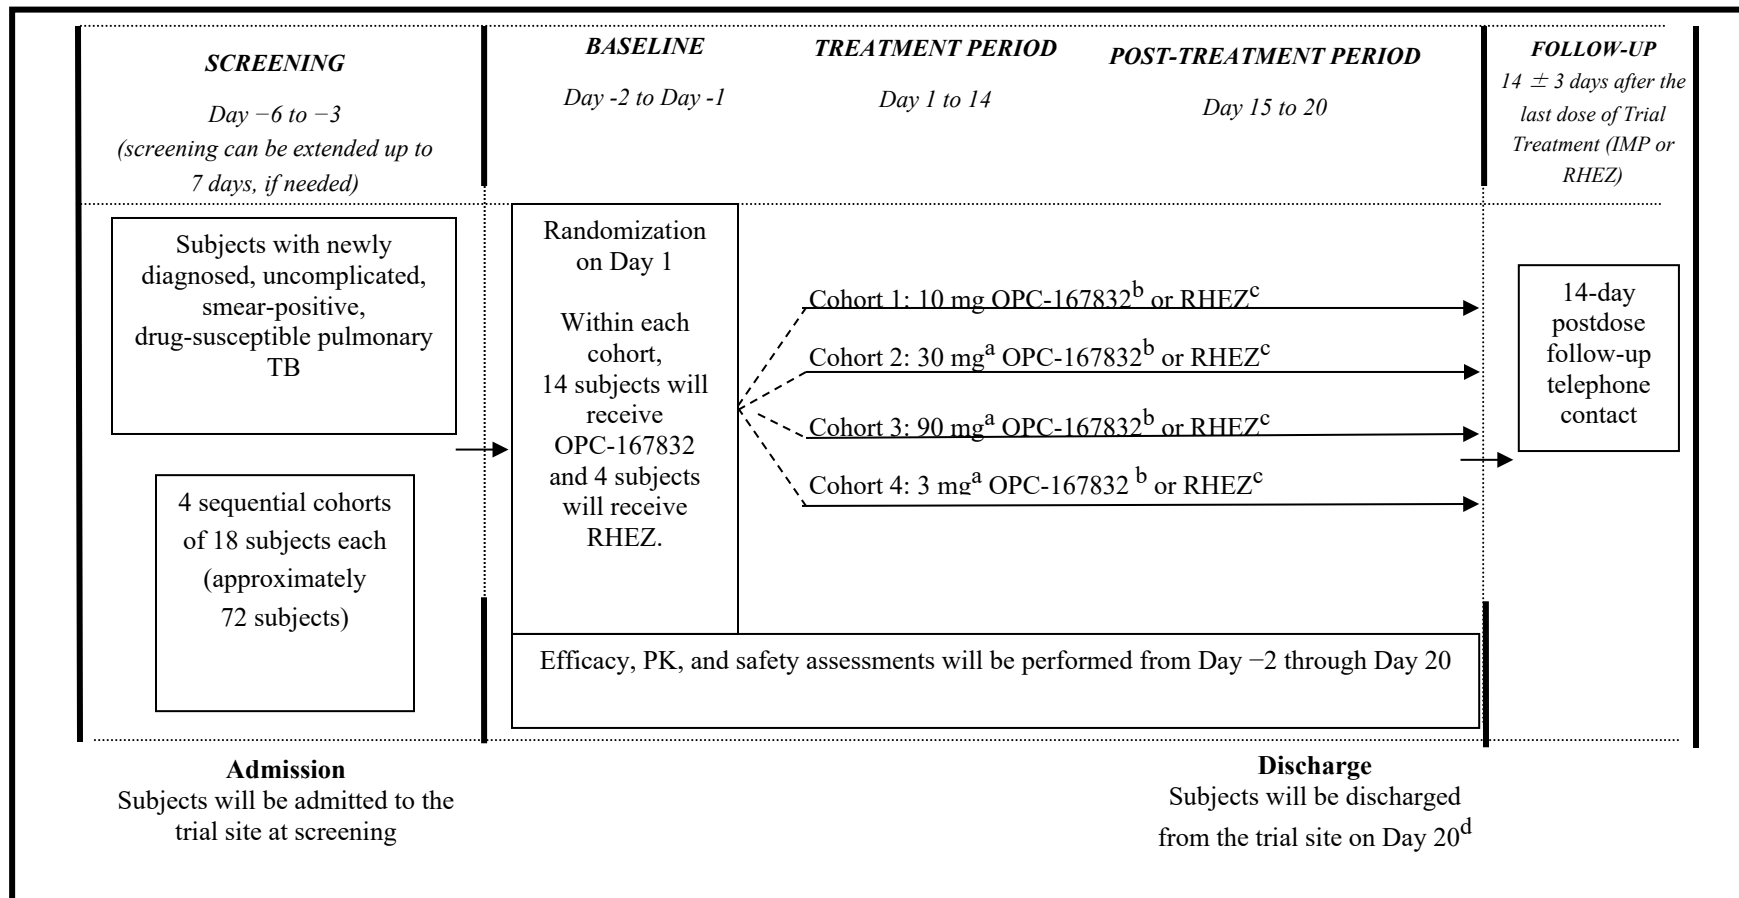 SCREENING
Day −6 to −3
(screening can be extended up to
7 days, if needed)
BASELINE
Day -2 to Day -1
TREATMENT PERIOD
Day 1 to 14
POST-TREATMENT PERIOD
Day 15 to 20
FOLLOW-UP
14 ± 3 days after the
last dose of Trial
Treatment (IMP or
RHEZ)
Subjects with newly
diagnosed, uncomplicated,
smear-positive,
drug-susceptible pulmonary
TB
4 sequential cohorts
of 18 subjects each
(approximately
72 subjects)
Randomization
on Day 1
Within each
cohort,
14 subjects will
receive
OPC-167832
and 4 subjects
will receive
RHEZ.
Cohort 1: 10 mg OPC-167832b or RHEZc
Cohort 2: 30 mga OPC-167832b or RHEZc
Cohort 3: 90 mga OPC-167832b or RHEZc
Cohort 4: 3 mga OPC-167832 b or RHEZc
14-day
postdose
follow-up
telephone
contact
Efficacy, PK, and safety assessments will be performed from Day −2 through Day 20
Admission
Subjects will be admitted to the
trial site at screening
Discharge
Subjects will be discharged
from the trial site on Day 20d